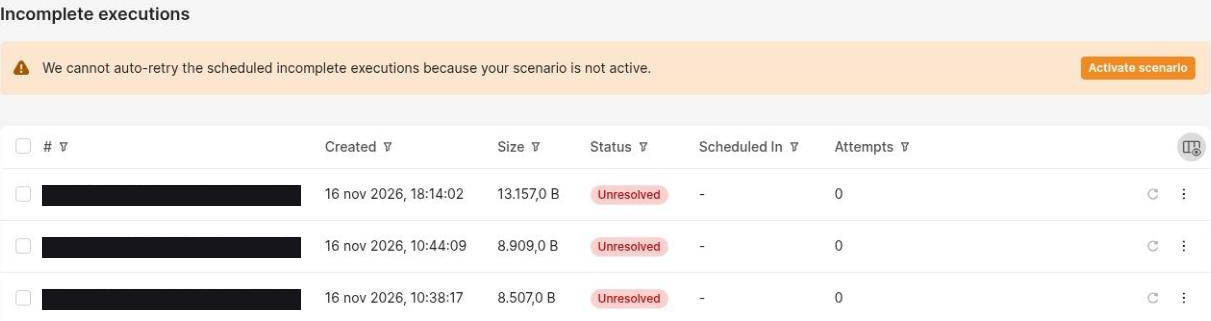 Incomplete executions
We cannot auto-retry the scheduled incomplete executions because your scenario is not active. Activate scenario
# Created Size Status Scheduled In Attempts
16 nov 2026, 18:14:02 13.157,0 B Unresolved - 0
16 nov 2026, 10:44:09 8.909,0 B Unresolved - 0
16 nov 2026, 10:38:17 8.507,0 B Unresolved - 0